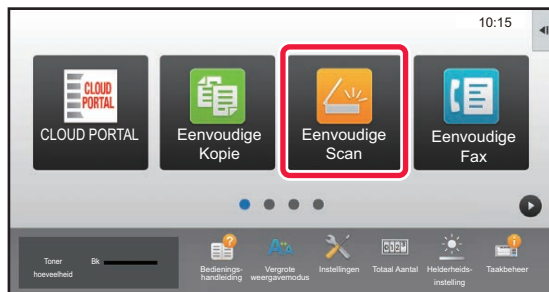 10:15
CLOUD
PORTAL
CLOUD PORTAL
Eenvoudige
Kopie
Eenvoudige
Scan
Eenvoudige
Fax
Toner
hoeveelheid
Bk
Bedienings-
handleiding
Vergrote
weergavemodus
Instellingen
Totaal Aantal
Helderheids-
instelling
Taakbeheer